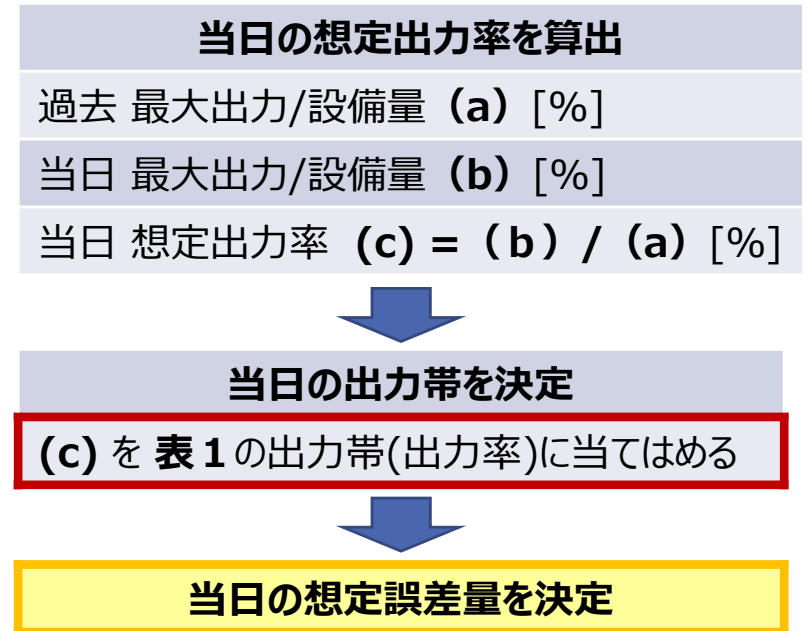 当日の想定出力率を算出
過去 最大出力/設備量（a）[%]
当日 最大出力/設備量（b）[%]
当日 想定出力率 (c) =（ｂ）/（a）[%]
当日の出力帯を決定
(c) を 表１の出力帯(出力率)に当てはめる
当日の想定誤差量を決定